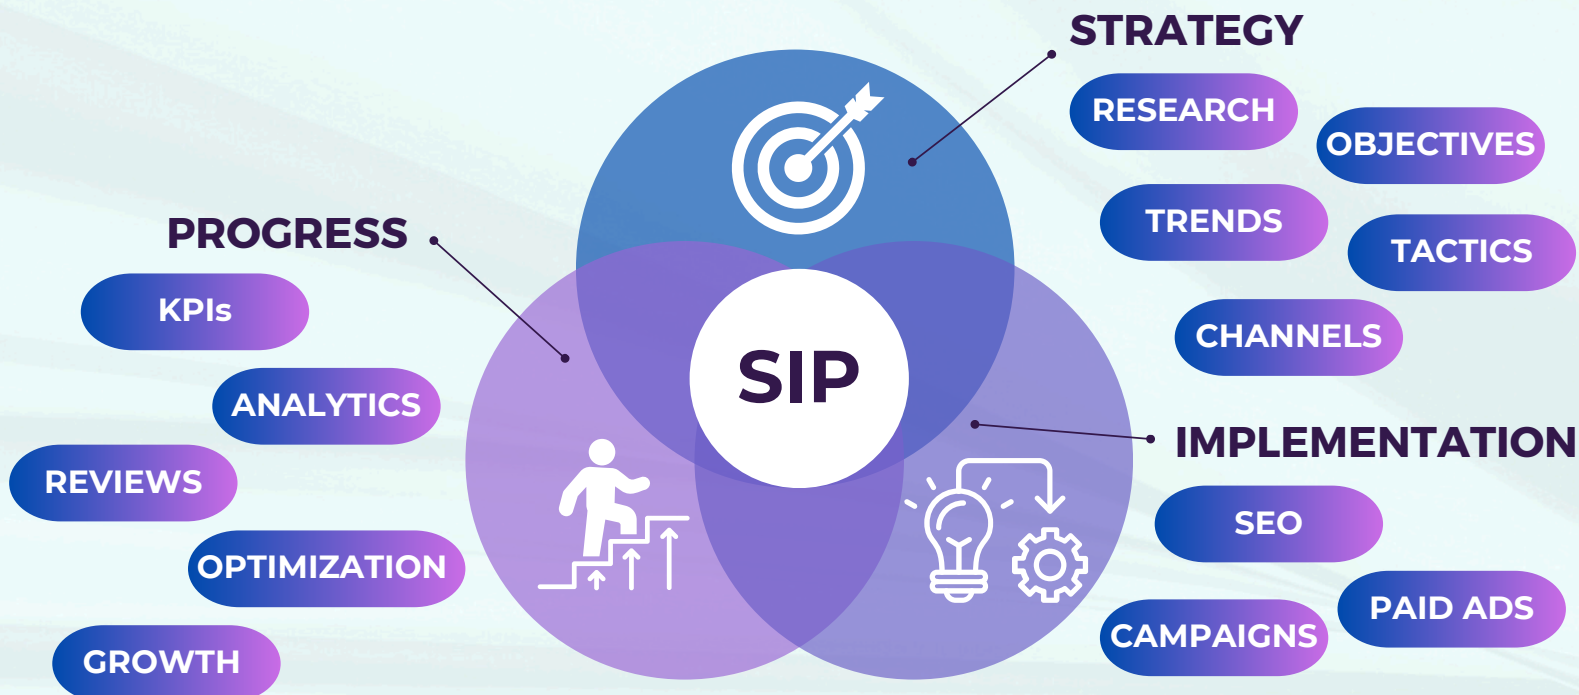 STRATEGY
RESEARCH
OBJECTIVES
TRENDS
TACTICS
CHANNELS
PROGRESS
KPIs
ANALYTICS
REVIEWS
OPTIMIZATION
GROWTH
SIP
IMPLEMENTATION
SEO
PAID ADS
CAMPAIGNS